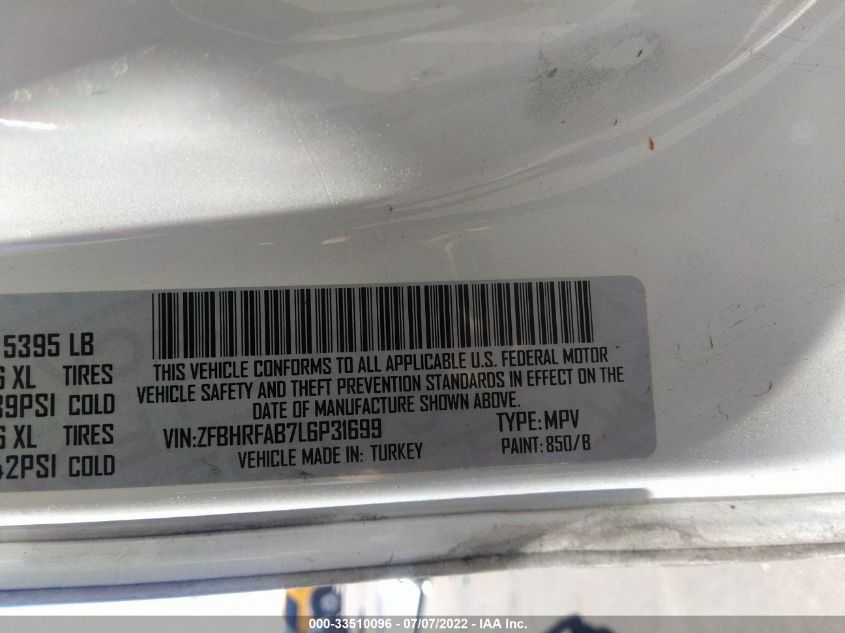 5395 LB
6 XL TIRES
39PSI COLD
6 XL TIRES
42PSI COLD
THIS VEHICLE CONFORMS TO ALL APPLICABLE U.S. FEDERAL MOTOR
VEHICLE SAFETY AND THEFT PREVENTION STANDARDS IN EFFECT ON THE
DATE OF MANUFACTURE SHOWN ABOVE.
VIN:ZFBHRFAB7L6P31699 TYPE:MPV
VEHICLE MADE IN: TURKEY PAINT:850/B
000-33510096 - 07/07/2022 - IAA Inc.